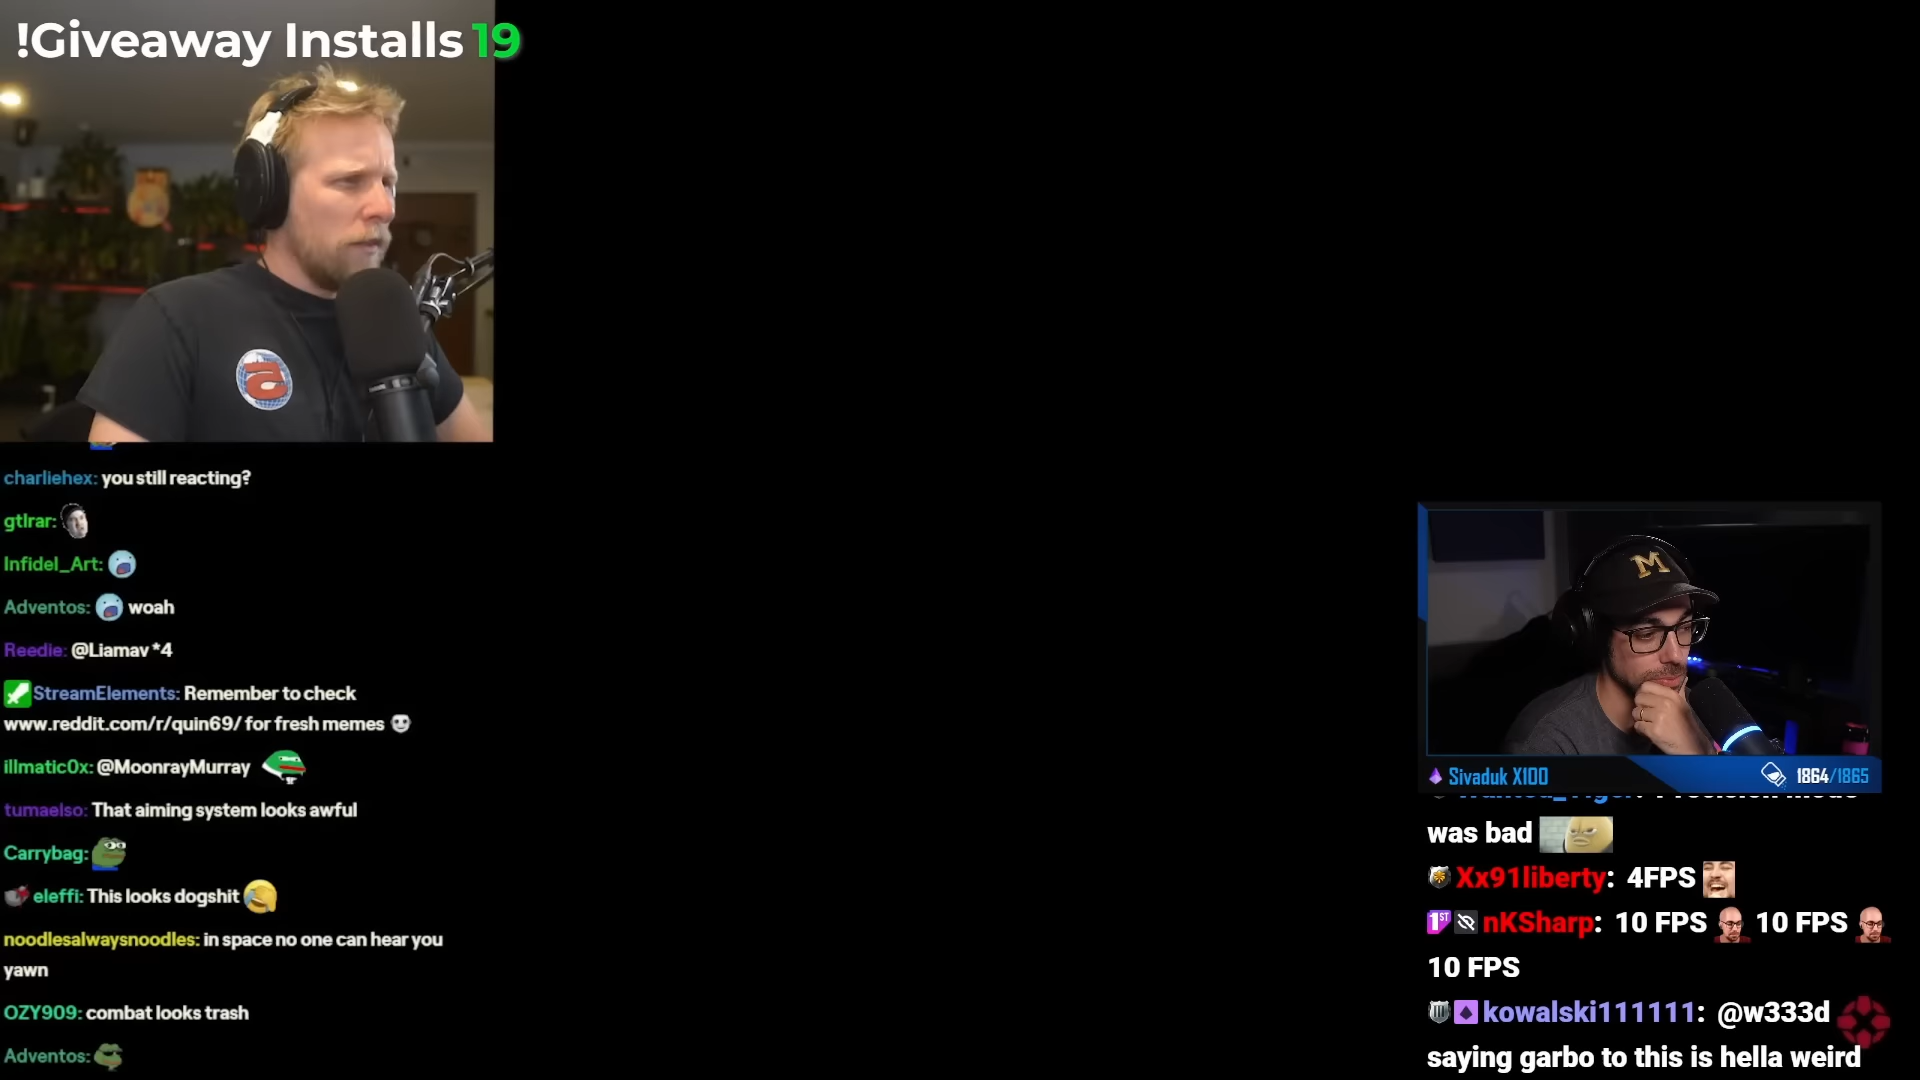 !Giveaway Installs 19
charliehex: you still reacting?
gtlrar:
Infidel_Art:
Adventos: woah
Reedie: @Liamav *4
StreamElements: Remember to check
www.reddit.com/r/quin69/ for fresh memes
illmatic0x: @MoonrayMurray
tumaelso: That aiming system looks awful
Carrybag:
eleffi: This looks dogshit
noodlesalwaysnoodles: in space no one can hear you
yawn
OZY909: combat looks trash
Adventos:
M
Sivaduk X100
1864/1865
was bad
Xx91liberty: 4FPS
1ST nKSharp: 10 FPS 10 FPS
10 FPS
kowalski111111: @w333d
saying garbo to this is hella weird